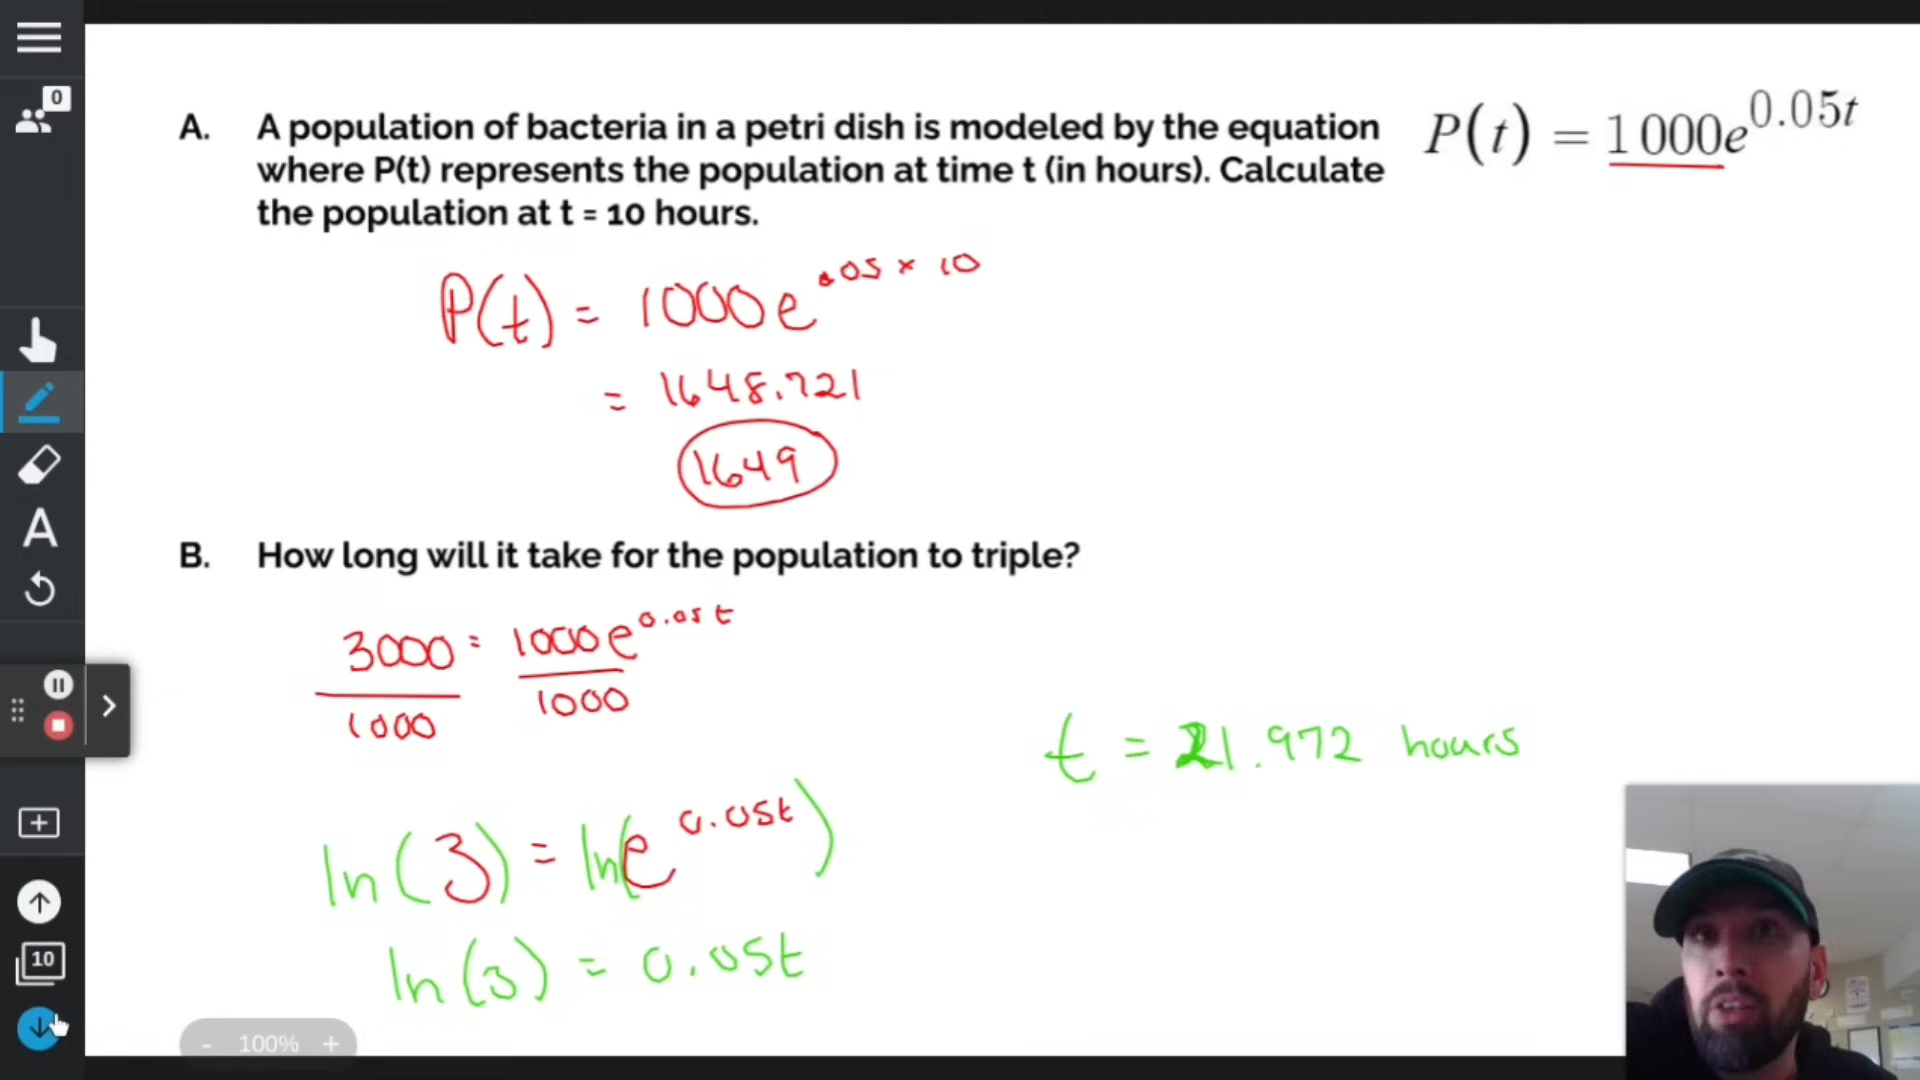 0
A. A population of bacteria in a petri dish is modeled by the equation P(t) = 1000e^0.05t
where P(t) represents the population at time t (in hours). Calculate
the population at t = 10 hours.
P(t) = 1000e^.05 × 10
= 1648.721
1649
A
B. How long will it take for the population to triple?
3000 = 1000e^0.05t
1000 1000
t = 21.972 hours
ln(3) = ln(e^0.05t)
ln(3) = 0.05t
10
- 100% +